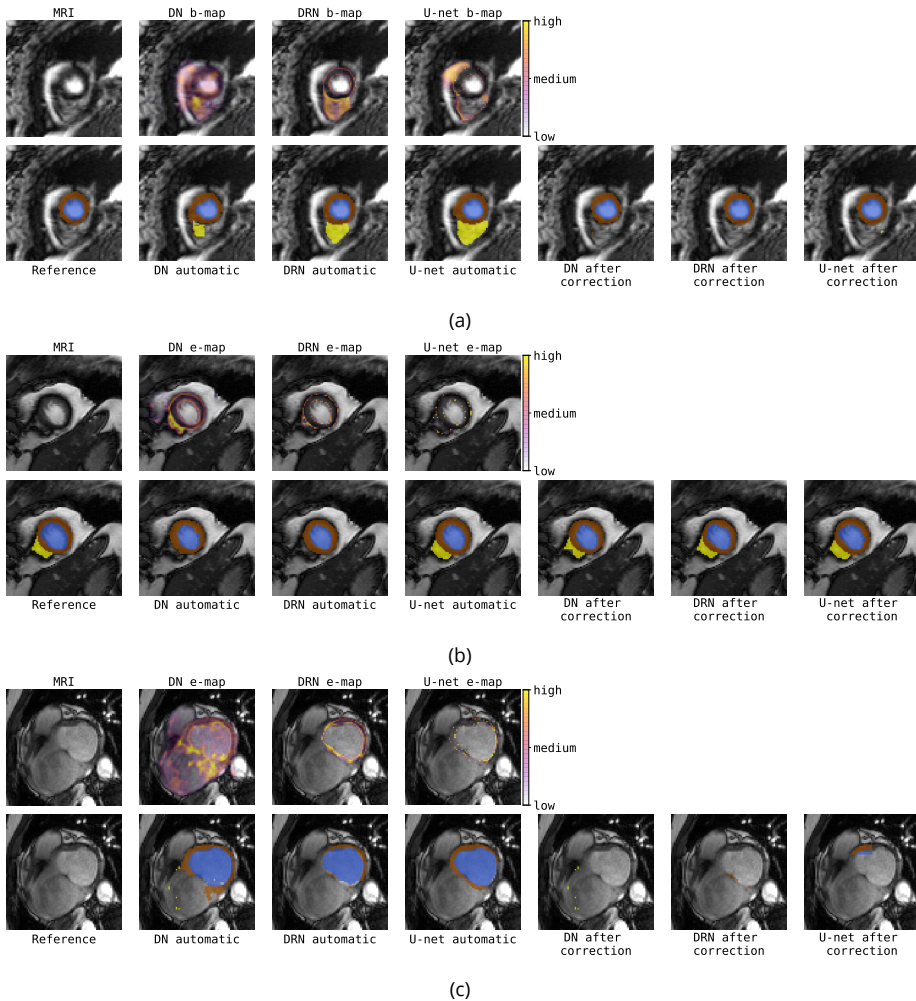 MRI DN b-map DRN b-map U-net b-map
high
medium
low
Reference DN automatic DRN automatic U-net automatic DN after correction DRN after correction U-net after correction
(a)
MRI DN e-map DRN e-map U-net e-map
high
medium
low
Reference DN automatic DRN automatic U-net automatic DN after correction DRN after correction U-net after correction
(b)
MRI DN e-map DRN e-map U-net e-map
high
medium
low
Reference DN automatic DRN automatic U-net automatic DN after correction DRN after correction U-net after correction
(c)